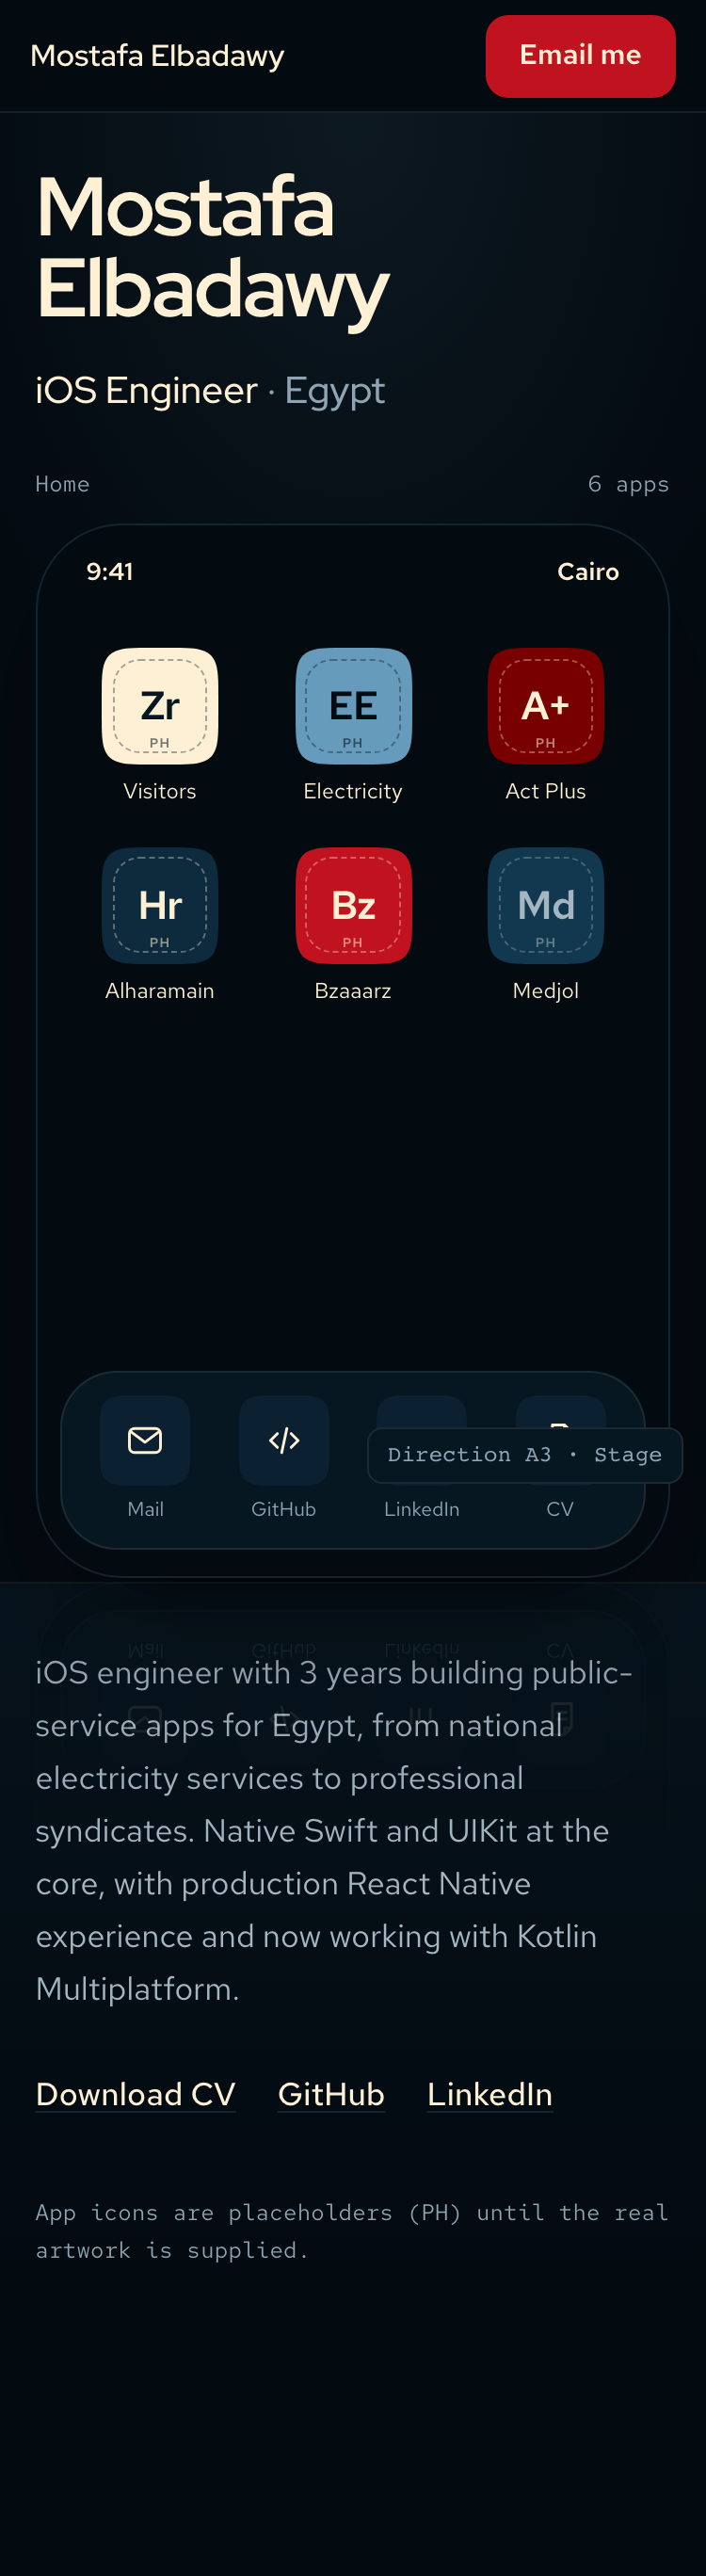 Mostafa Elbadawy
Email me
Mostafa
Elbadawy
iOS Engineer · Egypt
Home
6 apps
9:41
Cairo
Zr
PH
EE
PH
A+
PH
Visitors
Electricity
Act Plus
Hr
PH
Bz
PH
Md
PH
Alharamain
Bzaaarz
Medjol
Direction A3 · Stage
Mail
GitHub
LinkedIn
CV
Mail
GitHub
LinkedIn
CV
iOS engineer with 3 years building public-
service apps for Egypt, from national
electricity services to professional
syndicates. Native Swift and UIKit at the
core, with production React Native
experience and now working with Kotlin
Multiplatform.
Download CV
GitHub
LinkedIn
App icons are placeholders (PH) until the real
artwork is supplied.